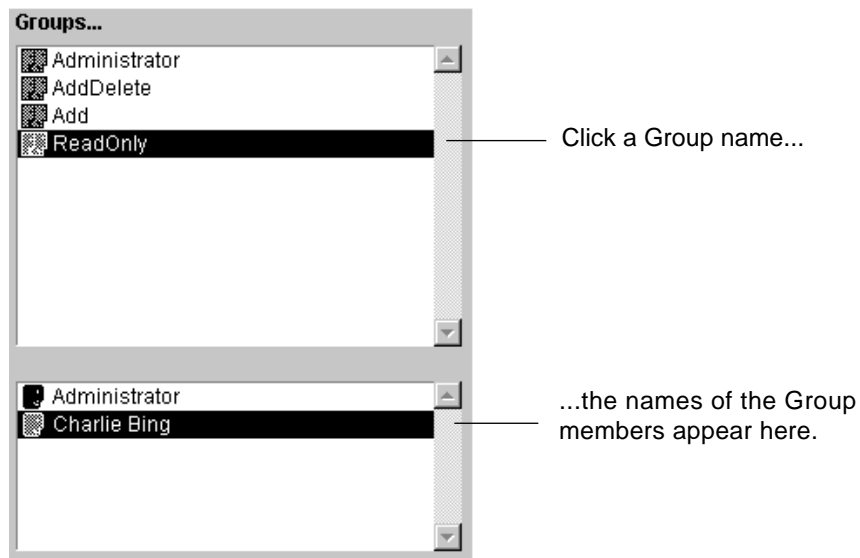 Groups...
Administrator
AddDelete
Add
ReadOnly
Click a Group name...
Administrator
Charlie Bing
...the names of the Group
members appear here.